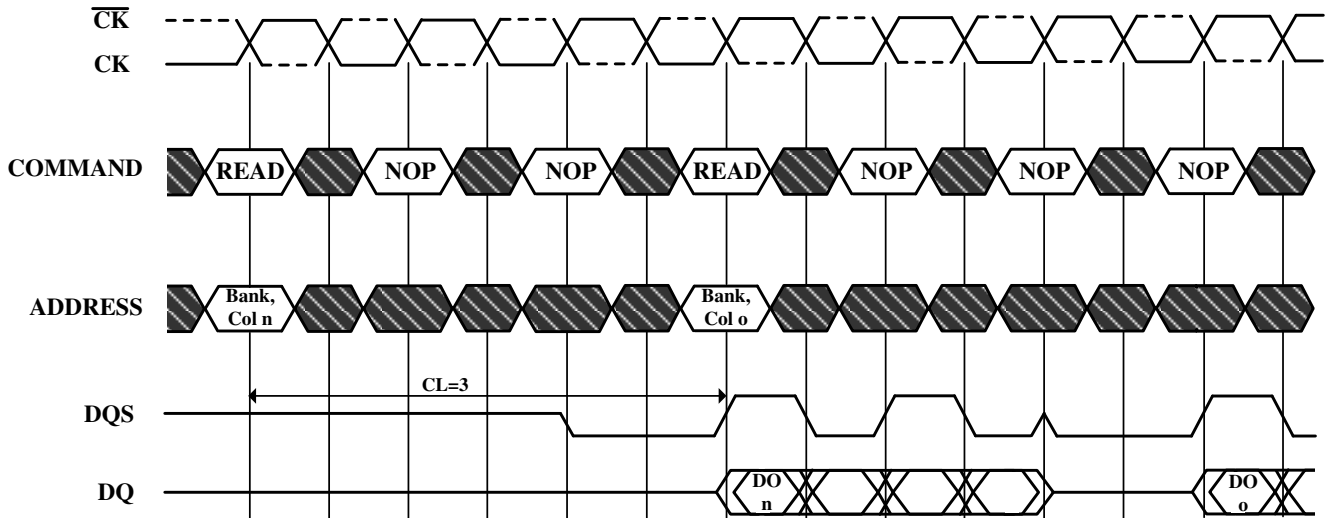 CK
CK
COMMAND READ NOP NOP READ NOP NOP NOP
ADDRESS Bank, Col n Bank, Col o
CL=3
DQS
DQ DO n DO o